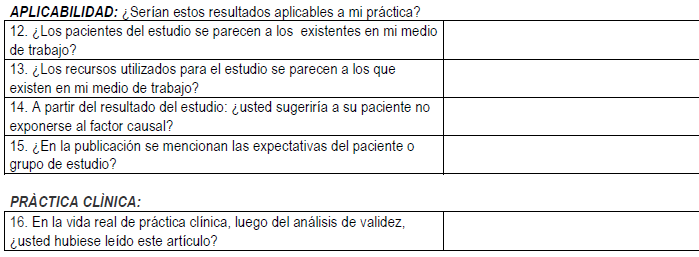 APLICABILIDAD: ¿Serían estos resultados aplicables a mi práctica?
12. ¿Los pacientes del estudio se parecen a los existentes en mi medio
de trabajo?
13. ¿Los recursos utilizados para el estudio se parecen a los que
existen en mi medio de trabajo?
14. A partir del resultado del estudio: ¿usted sugeriría a su paciente no
exponerse al factor causal?
15. ¿En la publicación se mencionan las expectativas del paciente o
grupo de estudio?
PRÀCTICA CLÌNICA:
16. En la vida real de práctica clínica, luego del análisis de validez,
¿usted hubiese leído este artículo?